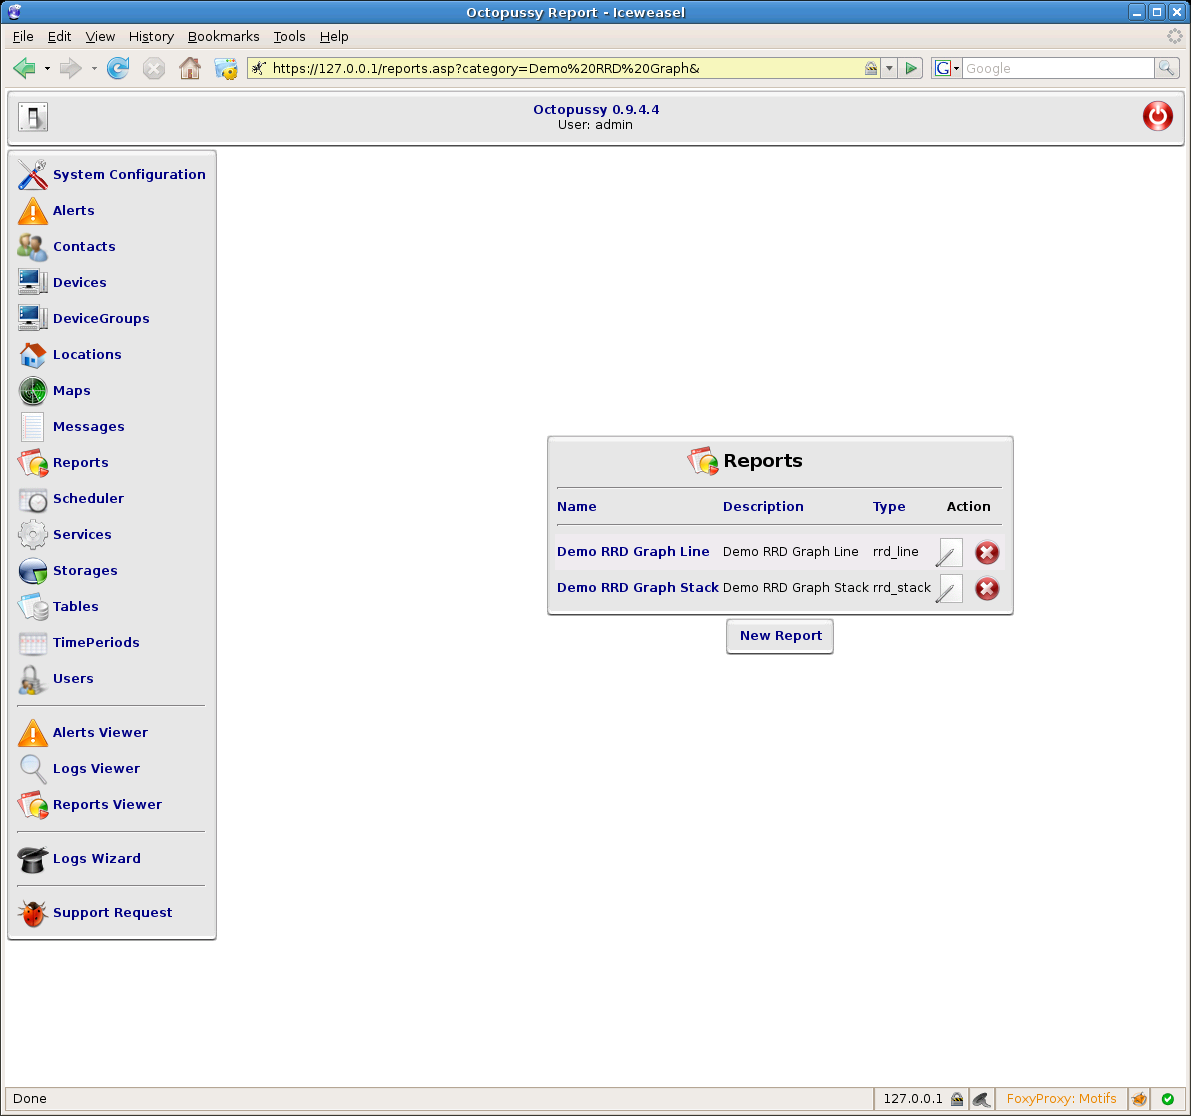 Octopussy Report - Iceweasel
File Edit View History Bookmarks Tools Help
https://127.0.0.1/reports.asp?category=Demo%20RRD%20Graph&
G Google
Octopussy 0.9.4.4
User: admin
System Configuration
Alerts
Contacts
Devices
DeviceGroups
Locations
Maps
Messages
Reports
Scheduler
Services
Storages
Tables
TimePeriods
Users
Alerts Viewer
Logs Viewer
Reports Viewer
Logs Wizard
Support Request
Reports
Name Description Type Action
Demo RRD Graph Line Demo RRD Graph Line rrd_line
Demo RRD Graph Stack Demo RRD Graph Stack rrd_stack
New Report
Done 127.0.0.1 FoxyProxy: Motifs